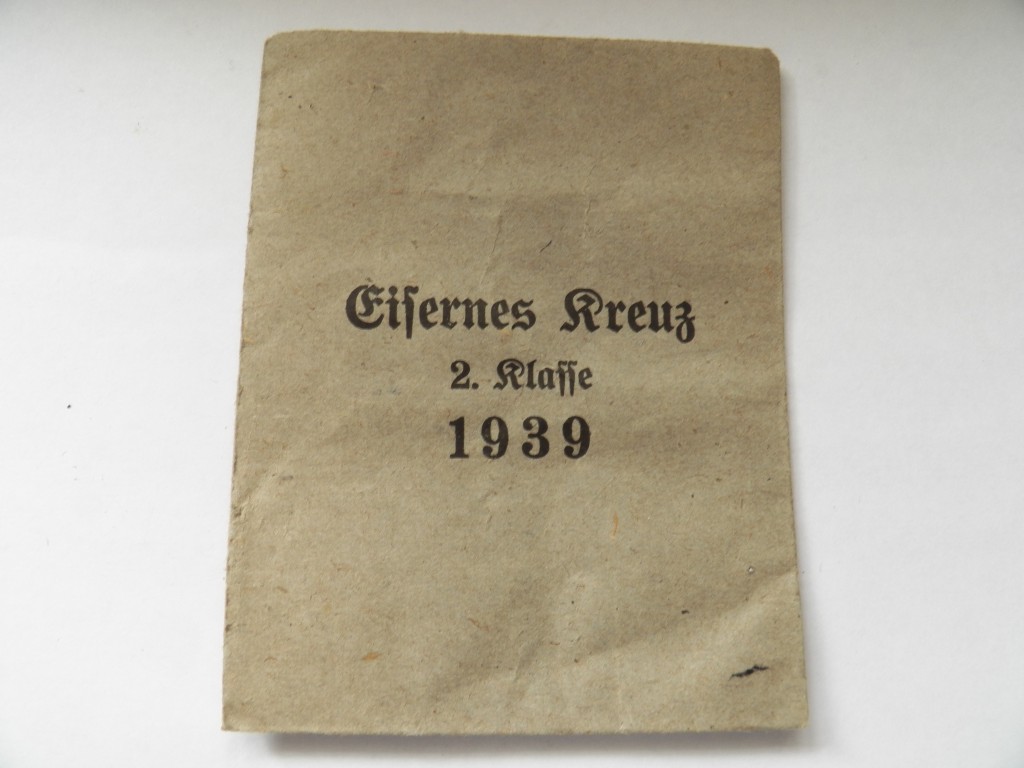 Eiſernes Kreuz
2. Klaſſe
1939